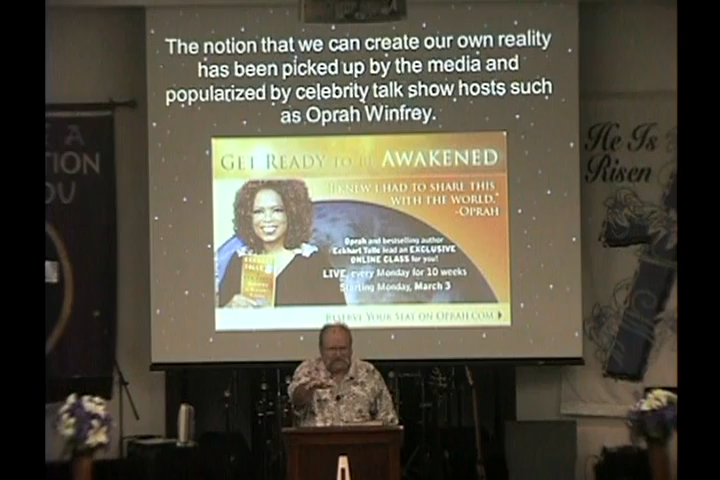 The notion that we can create our own reality
has been picked up by the media and
popularized by celebrity talk show hosts such
as Oprah Winfrey.
GET READY TO BE AWAKENED
"I KNEW I HAD TO SHARE THIS
WITH THE WORLD."
-OPRAH
Oprah and bestselling author
Eckhart Tolle lead an EXCLUSIVE
ONLINE CLASS for you!
LIVE, every Monday for 10 weeks
Starting Monday, March 3
RESERVE YOUR SEAT ON OPRAH.COM
He Is
Risen
A
TION
OU